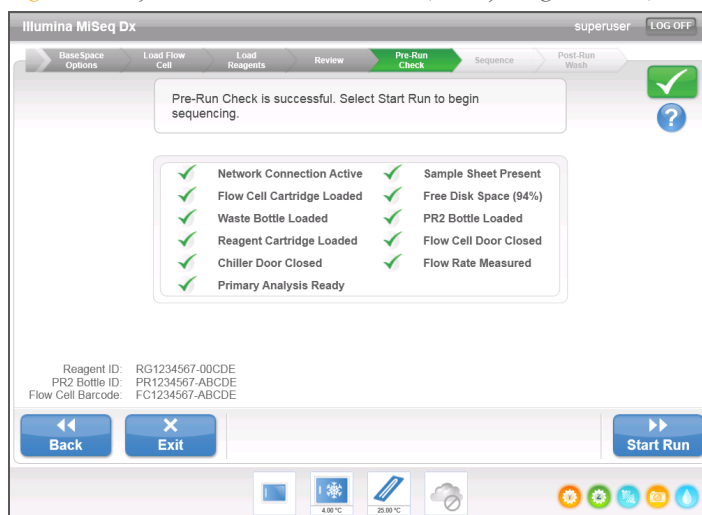 Illumina MiSeq Dx
superuser
LOG OFF
BaseSpace Options
Load Flow Cell
Load Reagents
Review
Pre-Run Check
Sequence
Post-Run Wash
Pre-Run Check is successful. Select Start Run to begin
sequencing.
Network Connection Active
Sample Sheet Present
Flow Cell Cartridge Loaded
Free Disk Space (94%)
Waste Bottle Loaded
PR2 Bottle Loaded
Reagent Cartridge Loaded
Flow Cell Door Closed
Chiller Door Closed
Flow Rate Measured
Primary Analysis Ready
Reagent ID: RG1234567-00CDE
PR2 Bottle ID: PR1234567-ABCDE
Flow Cell Barcode: FC1234567-ABCDE
Back
Exit
Start Run
4.00 °C
25.00 °C